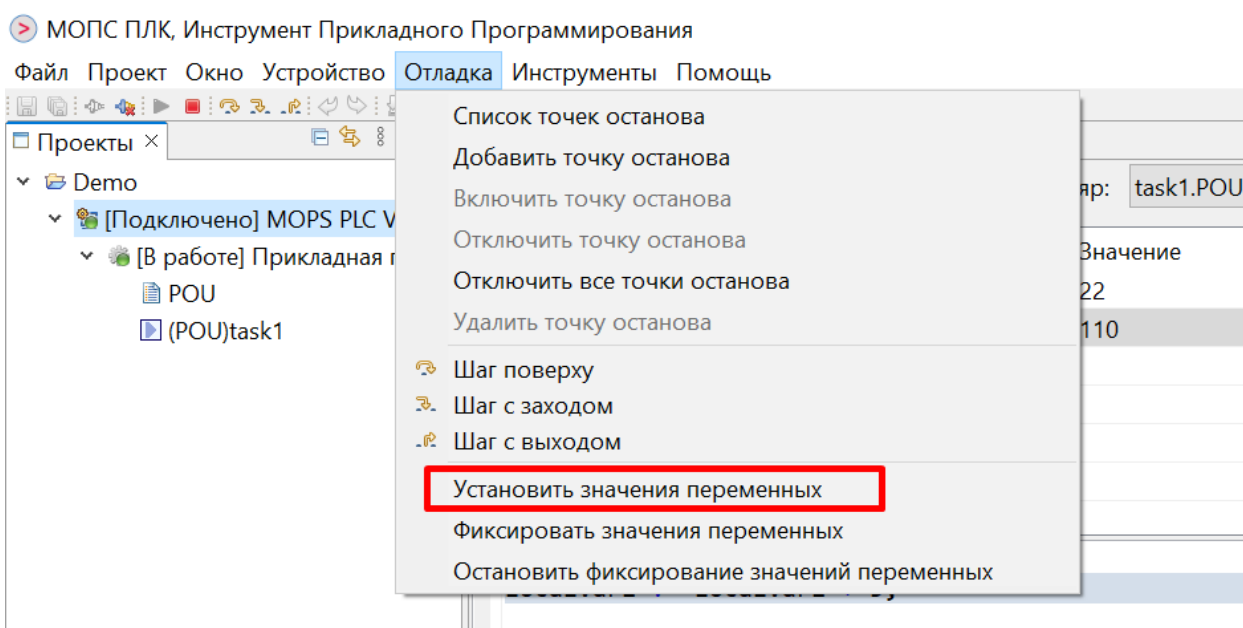 МОПС ПЛК, Инструмент Прикладного Программирования
Файл Проект Окно Устройство Отладка Инструменты Помощь
Проекты
Demo
[Подключено] MOPS PLC V
[В работе] Прикладная
POU
(POU)task1
Список точек останова
Добавить точку останова
Включить точку останова
Отключить точку останова
Отключить все точки останова
Удалить точку останова
Шаг поверху
Шаг с заходом
Шаг с выходом
Установить значения переменных
Фиксировать значения переменных
Остановить фиксирование значений переменных
яр: task1.POU
Значение
22
110